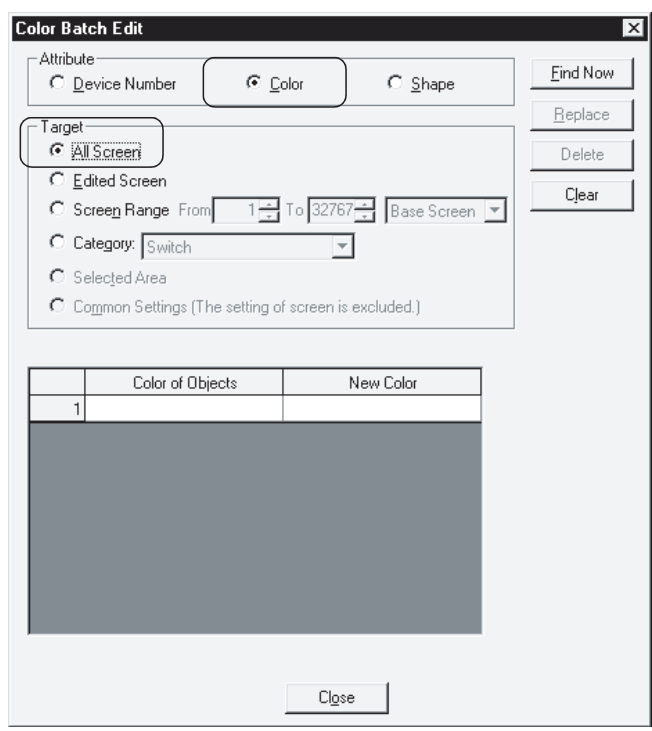 Color Batch Edit
Attribute
Device Number Color Shape
Find Now
Replace
Delete
Clear
Target
All Screen
Edited Screen
Screen Range From 1 To 32767 Base Screen
Category: Switch
Selected Area
Common Settings (The setting of screen is excluded.)
Color of Objects New Color
1
Close